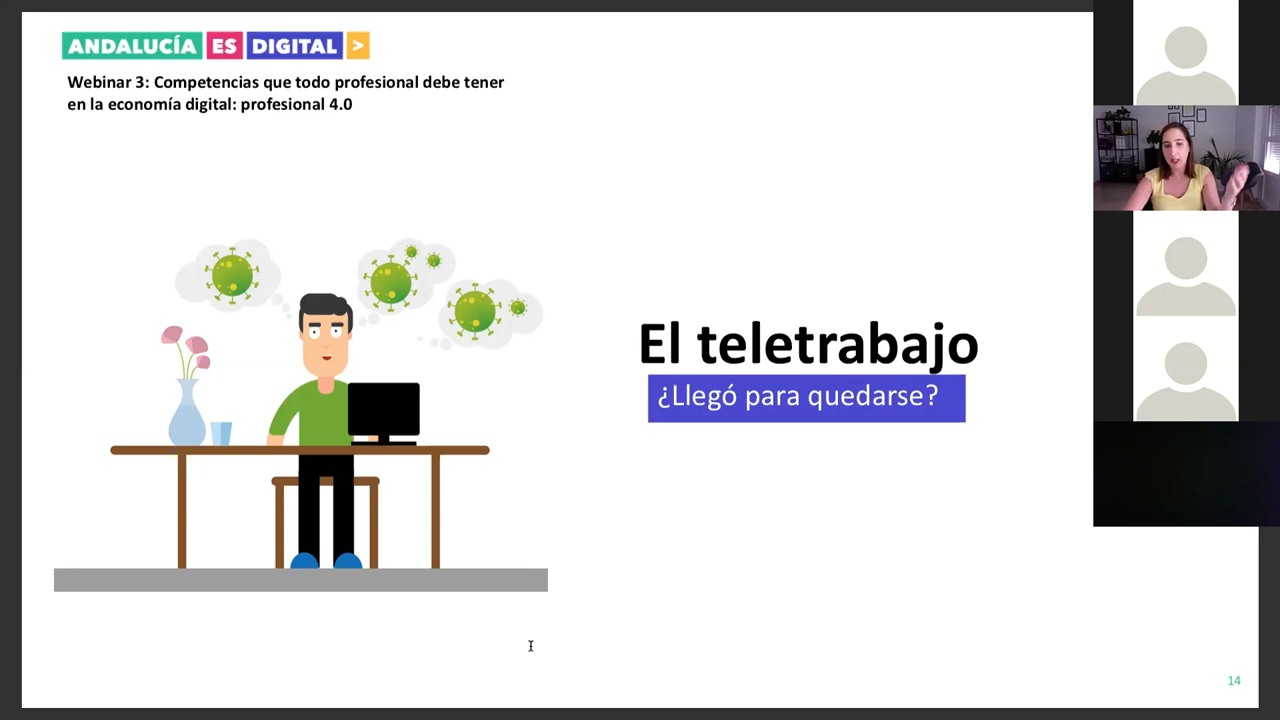 ANDALUCÍA ES DIGITAL >
Webinar 3: Competencias que todo profesional debe tener
en la economía digital: profesional 4.0
El teletrabajo
¿Llegó para quedarse?
14